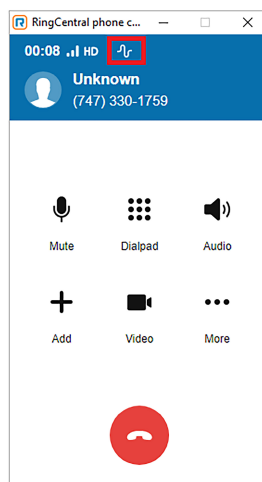 RingCentral phone c...
00:08 HD
Unknown
(747) 330-1759
Mute Dialpad Audio
Add Video More